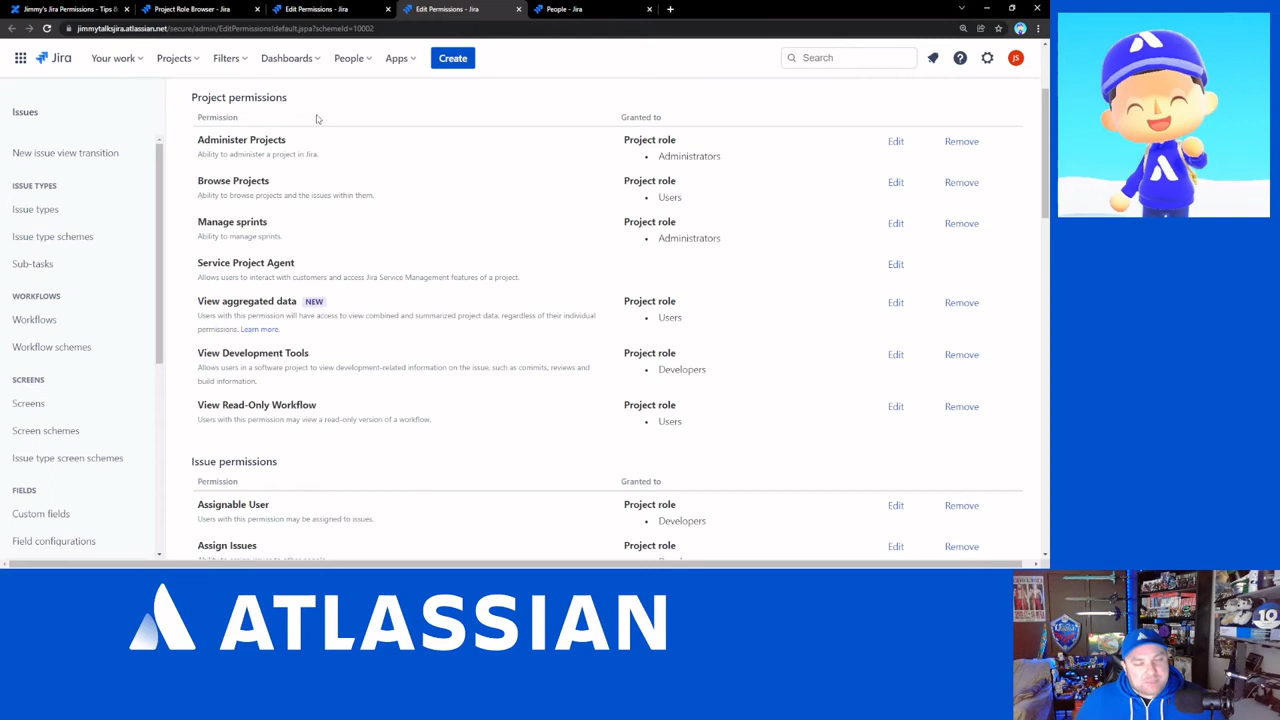 Jimmy's Jira Permissions - Tips &
Project Role Browser - Jira
Edit Permissions - Jira
Edit Permissions - Jira
People - Jira
jimmytalksjira.atlassian.net/secure/admin/EditPermissions!default.jspa?schemeId=10002
Jira
Your work
Projects
Filters
Dashboards
People
Apps
Create
Search
JS
Issues
New issue view transition
ISSUE TYPES
Issue types
Issue type schemes
Sub-tasks
WORKFLOWS
Workflows
Workflow schemes
SCREENS
Screens
Screen schemes
Issue type screen schemes
FIELDS
Custom fields
Field configurations
Project permissions
Permission Granted to
Administer Projects Project role Edit Remove
Ability to administer a project in Jira. • Administrators
Browse Projects Project role Edit Remove
Ability to browse projects and the issues within them. • Users
Manage sprints Project role Edit Remove
Ability to manage sprints. • Administrators
Service Project Agent Edit
Allows users to interact with customers and access Jira Service Management features of a project.
View aggregated data NEW Project role Edit Remove
Users with this permission will have access to view combined and summarized project data, regardless of their individual • Users
permissions. Learn more.
View Development Tools Project role Edit Remove
Allows users in a software project to view development-related information on the issue, such as commits, reviews and • Developers
build information.
View Read-Only Workflow Project role Edit Remove
Users with this permission may view a read-only version of a workflow. • Users
Issue permissions
Permission Granted to
Assignable User Project role Edit Remove
Users with this permission may be assigned to issues. • Developers
Assign Issues Project role Edit Remove
ATLASSIAN